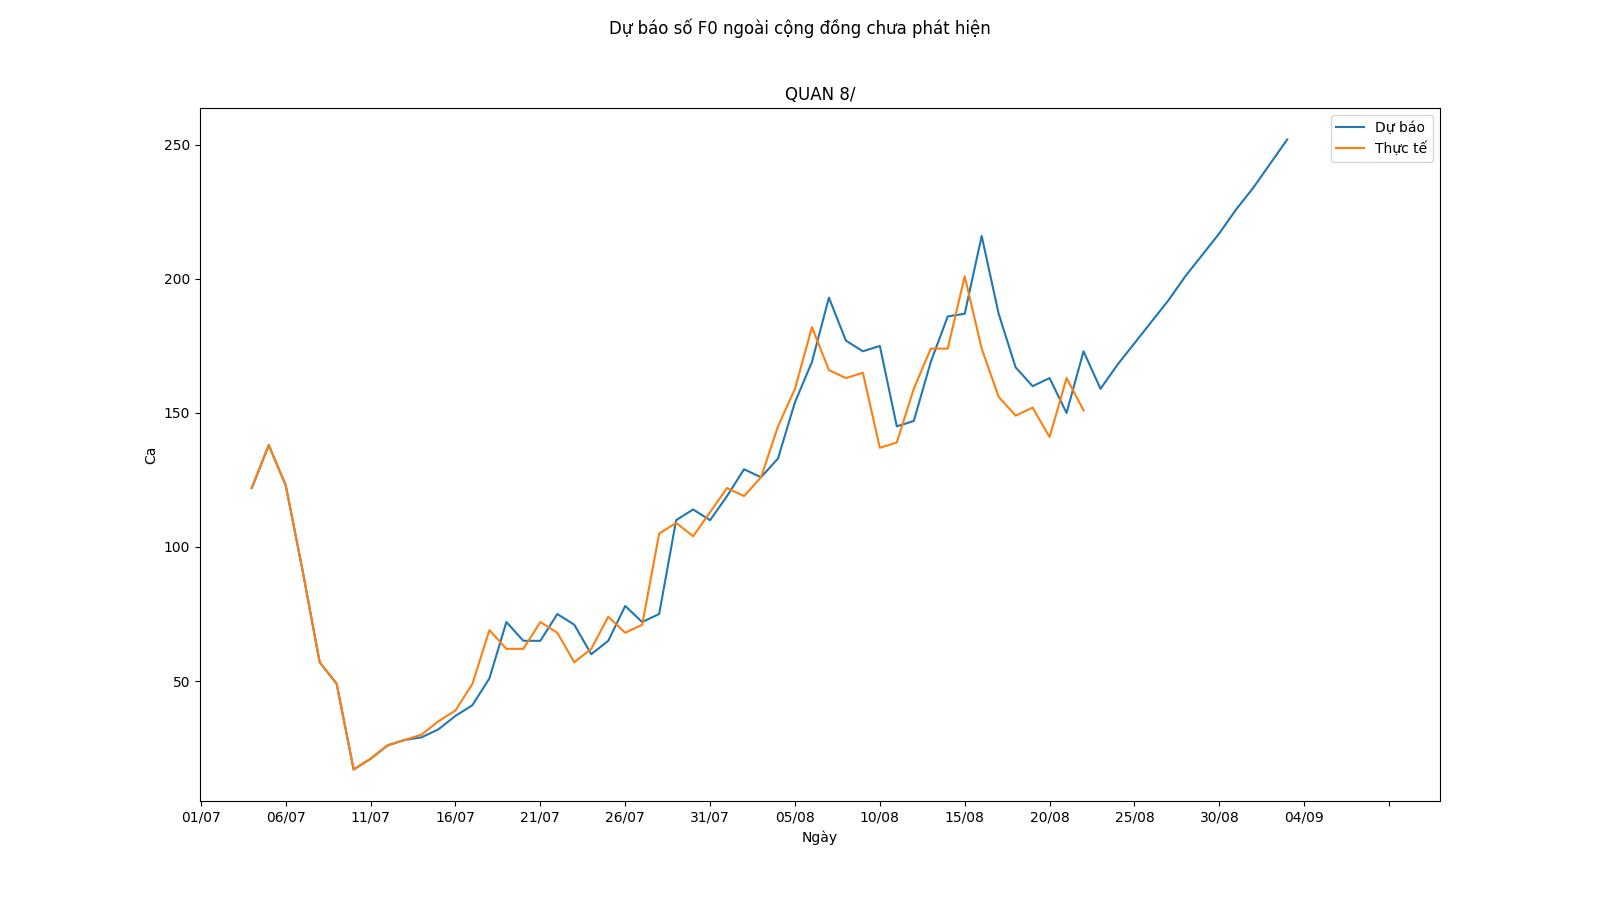 Dự báo số F0 ngoài cộng đồng chưa phát hiện
QUAN 8/
Dự báo
Thực tế
250
200
150
100
50
Ca
01/07 06/07 11/07 16/07 21/07 26/07 31/07 05/08 10/08 15/08 20/08 25/08 30/08 04/09
Ngày